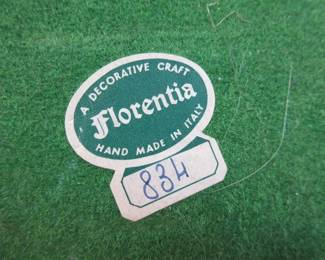 A DECORATIVE CRAFT
Florentia
HAND MADE IN ITALY
834